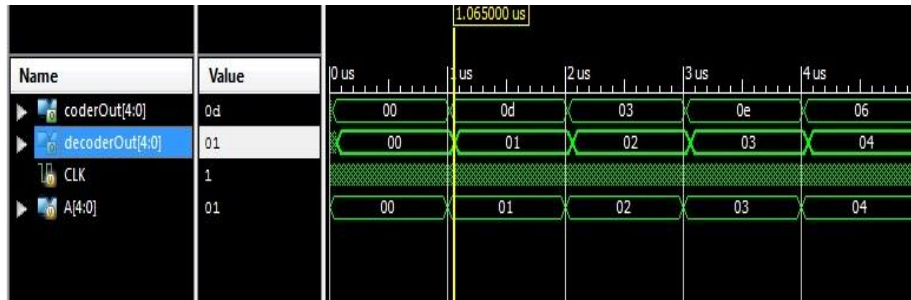 1.065000 us
Name Value 0 us 1 us 2 us 3 us 4 us
coderOut[4:0] 0d 00 0d 03 0e 06
decoderOut[4:0] 01 00 01 02 03 04
CLK 1
A[4:0] 01 00 01 02 03 04